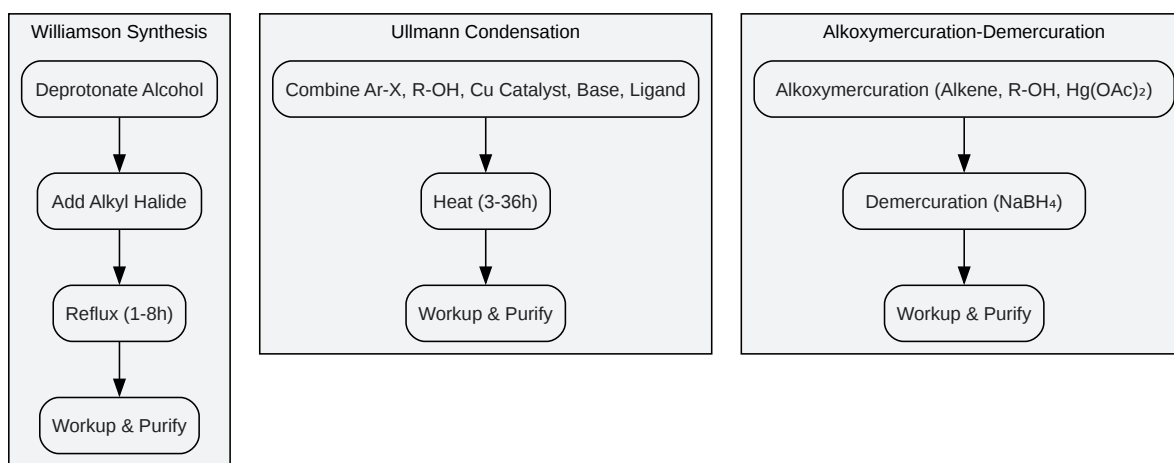 Williamson Synthesis
Deprotonate Alcohol
Add Alkyl Halide
Reflux (1-8h)
Workup & Purify
Ullmann Condensation
Combine Ar-X, R-OH, Cu Catalyst, Base, Ligand
Heat (3-36h)
Workup & Purify
Alkoxymercuration-Demercuration
Alkoxymercuration (Alkene, R-OH, Hg(OAc)₂)
Demercuration (NaBH₄)
Workup & Purify